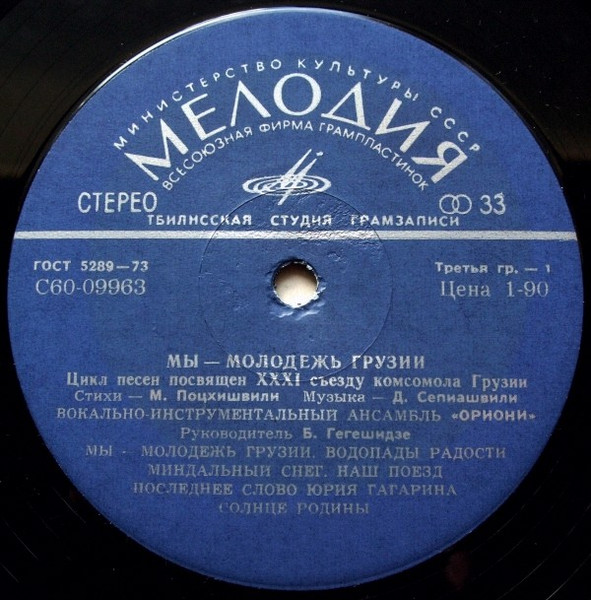 МИНИСТЕРСТВО КУЛЬТУРЫ СССР
МЕЛОДИЯ
ВСЕСОЮЗНАЯ ФИРМА ГРАМПЛАСТИНОК
СТЕРЕО
33
ТБИЛИССКАЯ СТУДИЯ ГРАМЗАПИСИ
ГОСТ 5289—73
Третья гр. — 1
С60-09963
Цена 1-90
МЫ — МОЛОДЕЖЬ ГРУЗИИ
Цикл песен посвящен XXXI съезду комсомола Грузии
Стихи — М. Поцхишвили Музыка — Д. Сепиашвили
ВОКАЛЬНО-ИНСТРУМЕНТАЛЬНЫЙ АНСАМБЛЬ «ОРИОНИ»
Руководитель Б. Гегешидзе
МЫ - МОЛОДЕЖЬ ГРУЗИИ. ВОДОПАДЫ РАДОСТИ
МИНДАЛЬНЫЙ СНЕГ. НАШ ПОЕЗД
ПОСЛЕДНЕЕ СЛОВО ЮРИЯ ГАГАРИНА
СОЛНЦЕ РОДИНЫ